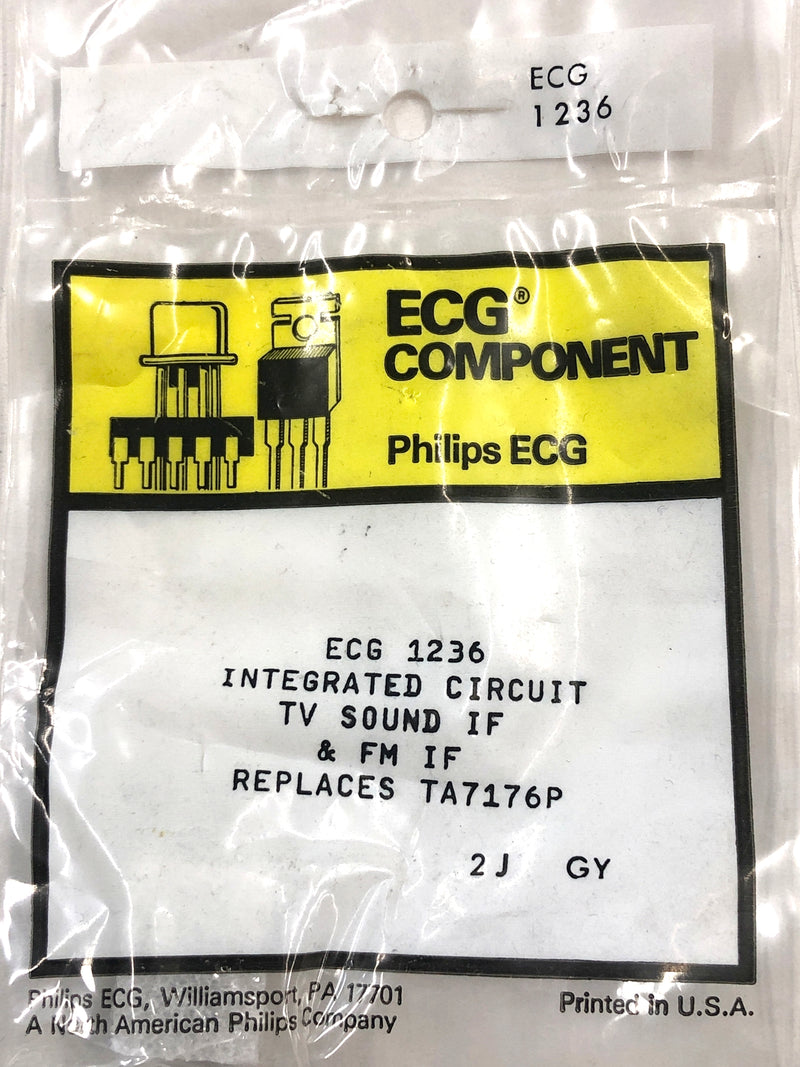 ECG
1236
ECG®
COMPONENT
Philips ECG
ECG 1236
INTEGRATED CIRCUIT
TV SOUND IF
& FM IF
REPLACES TA7176P
2J GY
Philips ECG, Williamsport, PA 17701
A North American Philips Company
Printed in U.S.A.